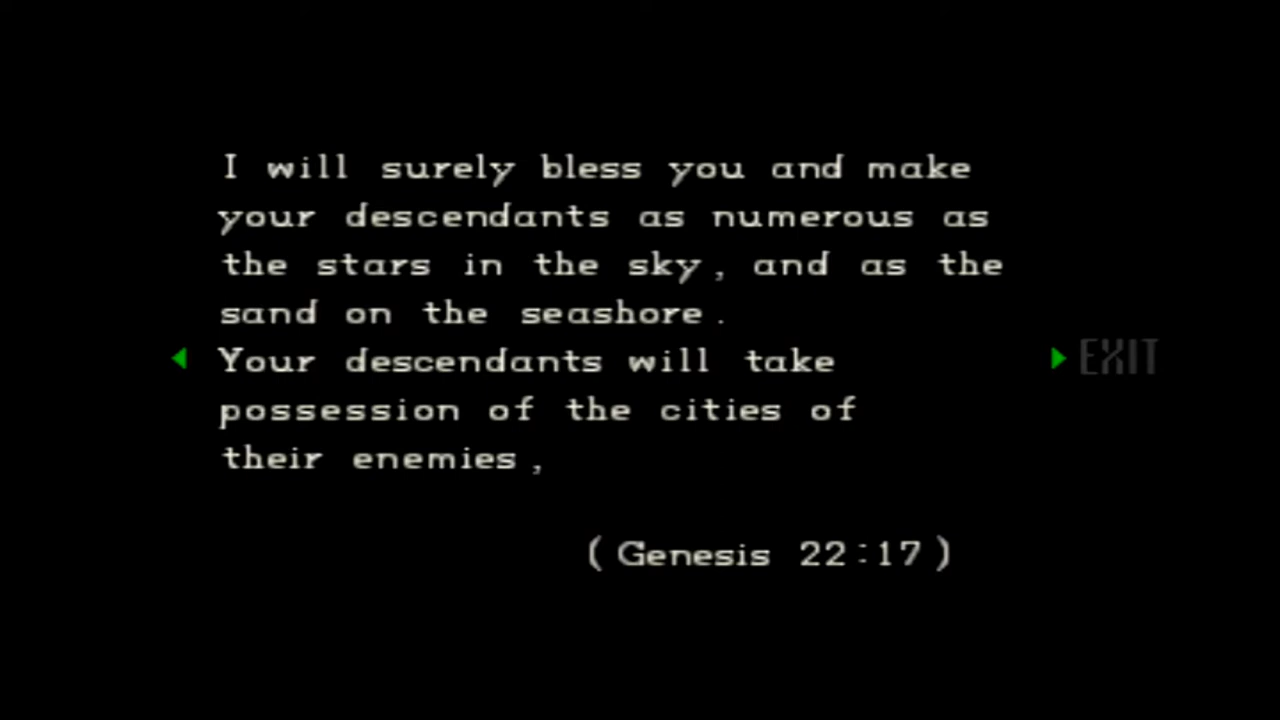 I will surely bless you and make
your descendants as numerous as
the stars in the sky, and as the
sand on the seashore.
Your descendants will take
possession of the cities of
their enemies,
EXIT
(Genesis 22:17)